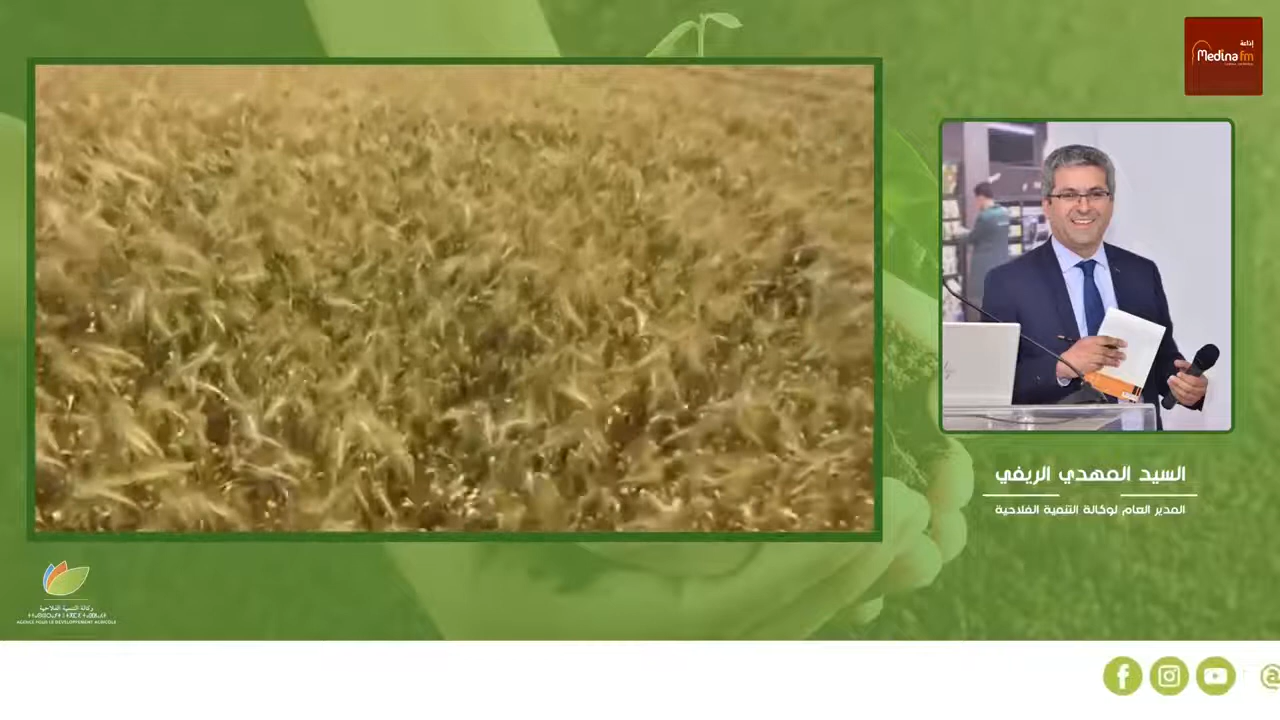 إذاعة
Medina fm
السيد المهدي الريفي
المدير العام لوكالة التنمية الفلاحية
وكالة التنمية الفلاحية
AGENCE POUR LE DEVELOPPEMENT AGRICOLE
@